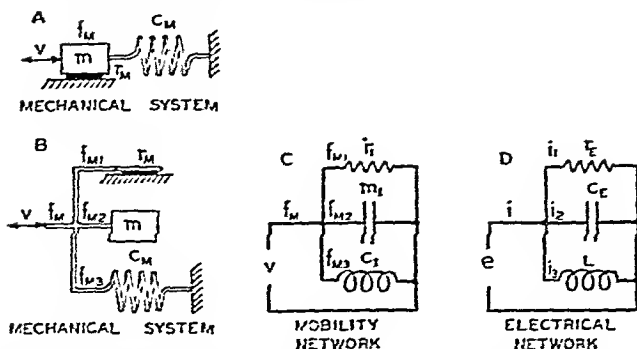 A
f_M
C_M
v
m
r_M
MECHANICAL SYSTEM
B
f_M1
r_M
f_M
f_M2
v
m
C_M
f_M3
MECHANICAL SYSTEM
C
f_M1
r_I
m_I
f_M
f_M2
v
C_I
f_M3
MOBILITY
NETWORK
D
i_1
r_E
C_E
i
i_2
e
L
i_3
ELECTRICAL
NETWORK